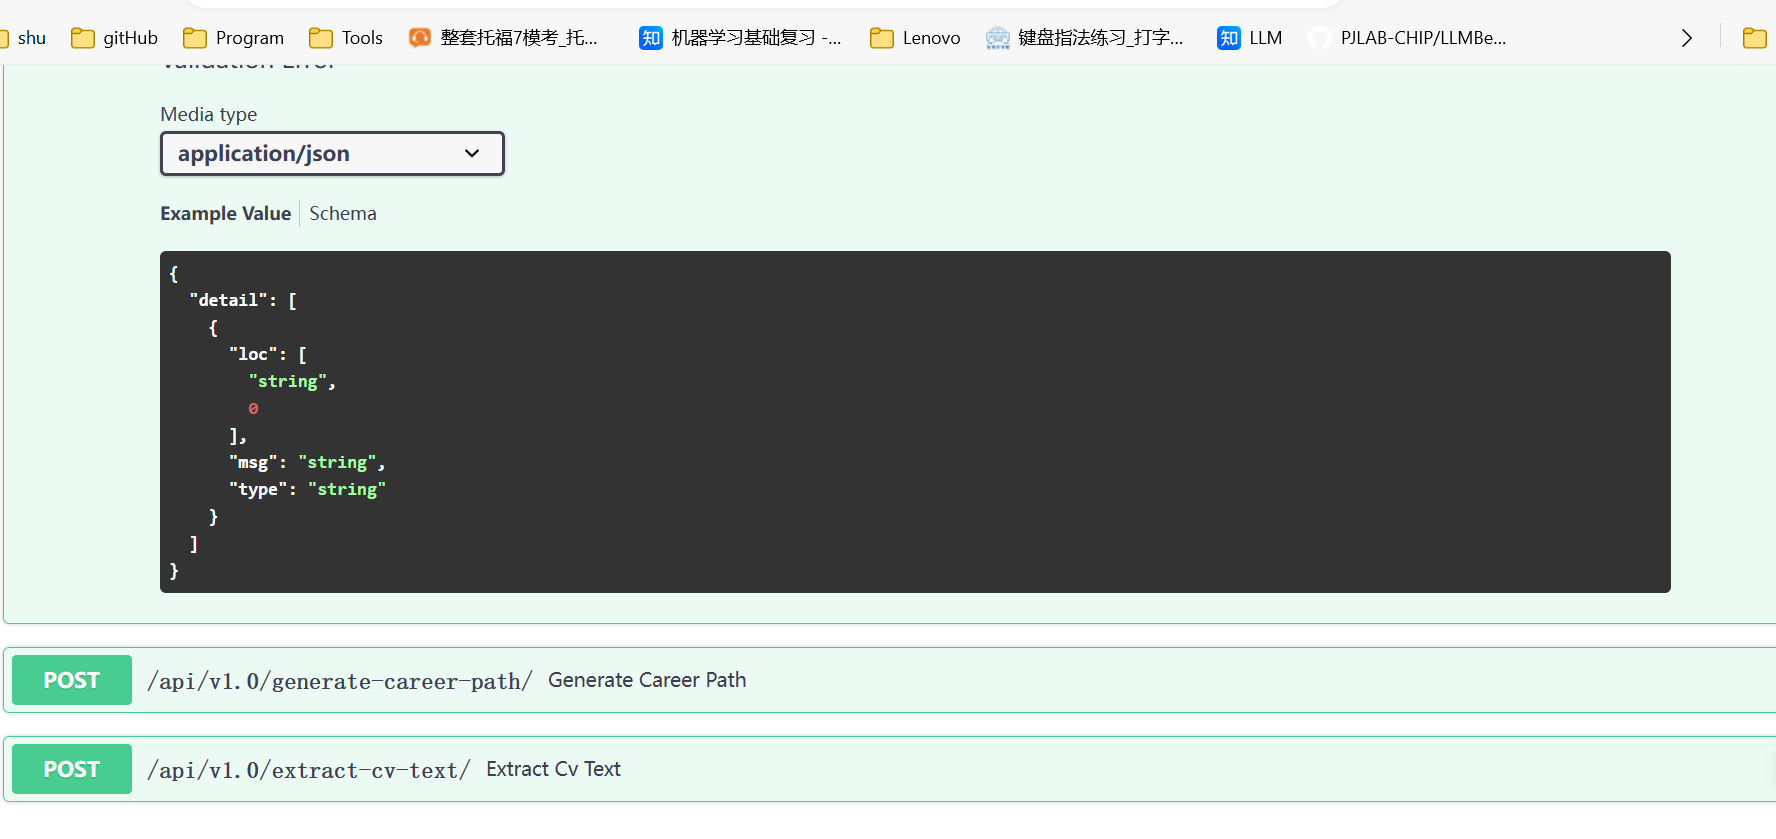 shu gitHub Program Tools 整套托福7模考_托... 机器学习基础复习 -... Lenovo 键盘指法练习_打字... LLM PJLAB-CHIP/LLMBe...
Validation Error
Media type
application/json
Example Value Schema
{
"detail": [
{
"loc": [
"string",
0
],
"msg": "string",
"type": "string"
}
]
}
POST /api/v1.0/generate-career-path/ Generate Career Path
POST /api/v1.0/extract-cv-text/ Extract Cv Text